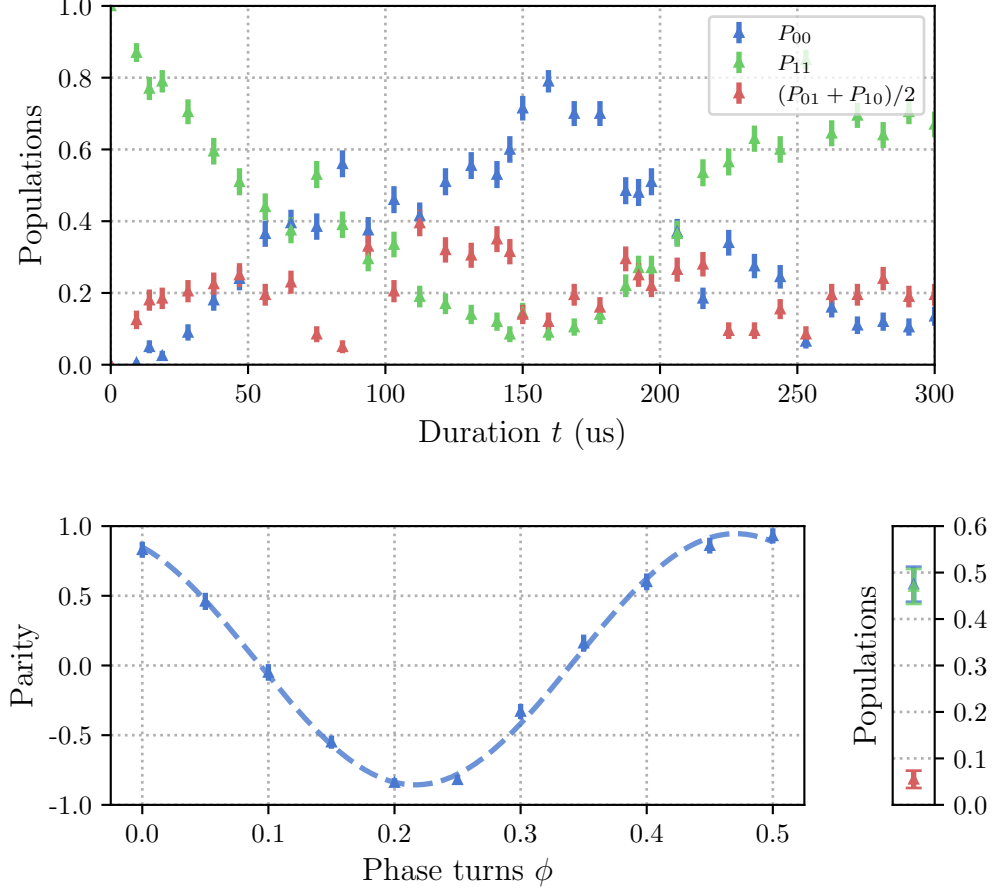 1.0
0.8
0.6
0.4
0.2
0.0
Populations
P₀₀
P₁₁
(P₀₁ + P₁₀)/2
0 50 100 150 200 250 300
Duration t (us)
1.0
0.5
0.0
-0.5
-1.0
Parity
0.0 0.1 0.2 0.3 0.4 0.5
Phase turns ϕ
Populations
0.6
0.5
0.4
0.3
0.2
0.1
0.0